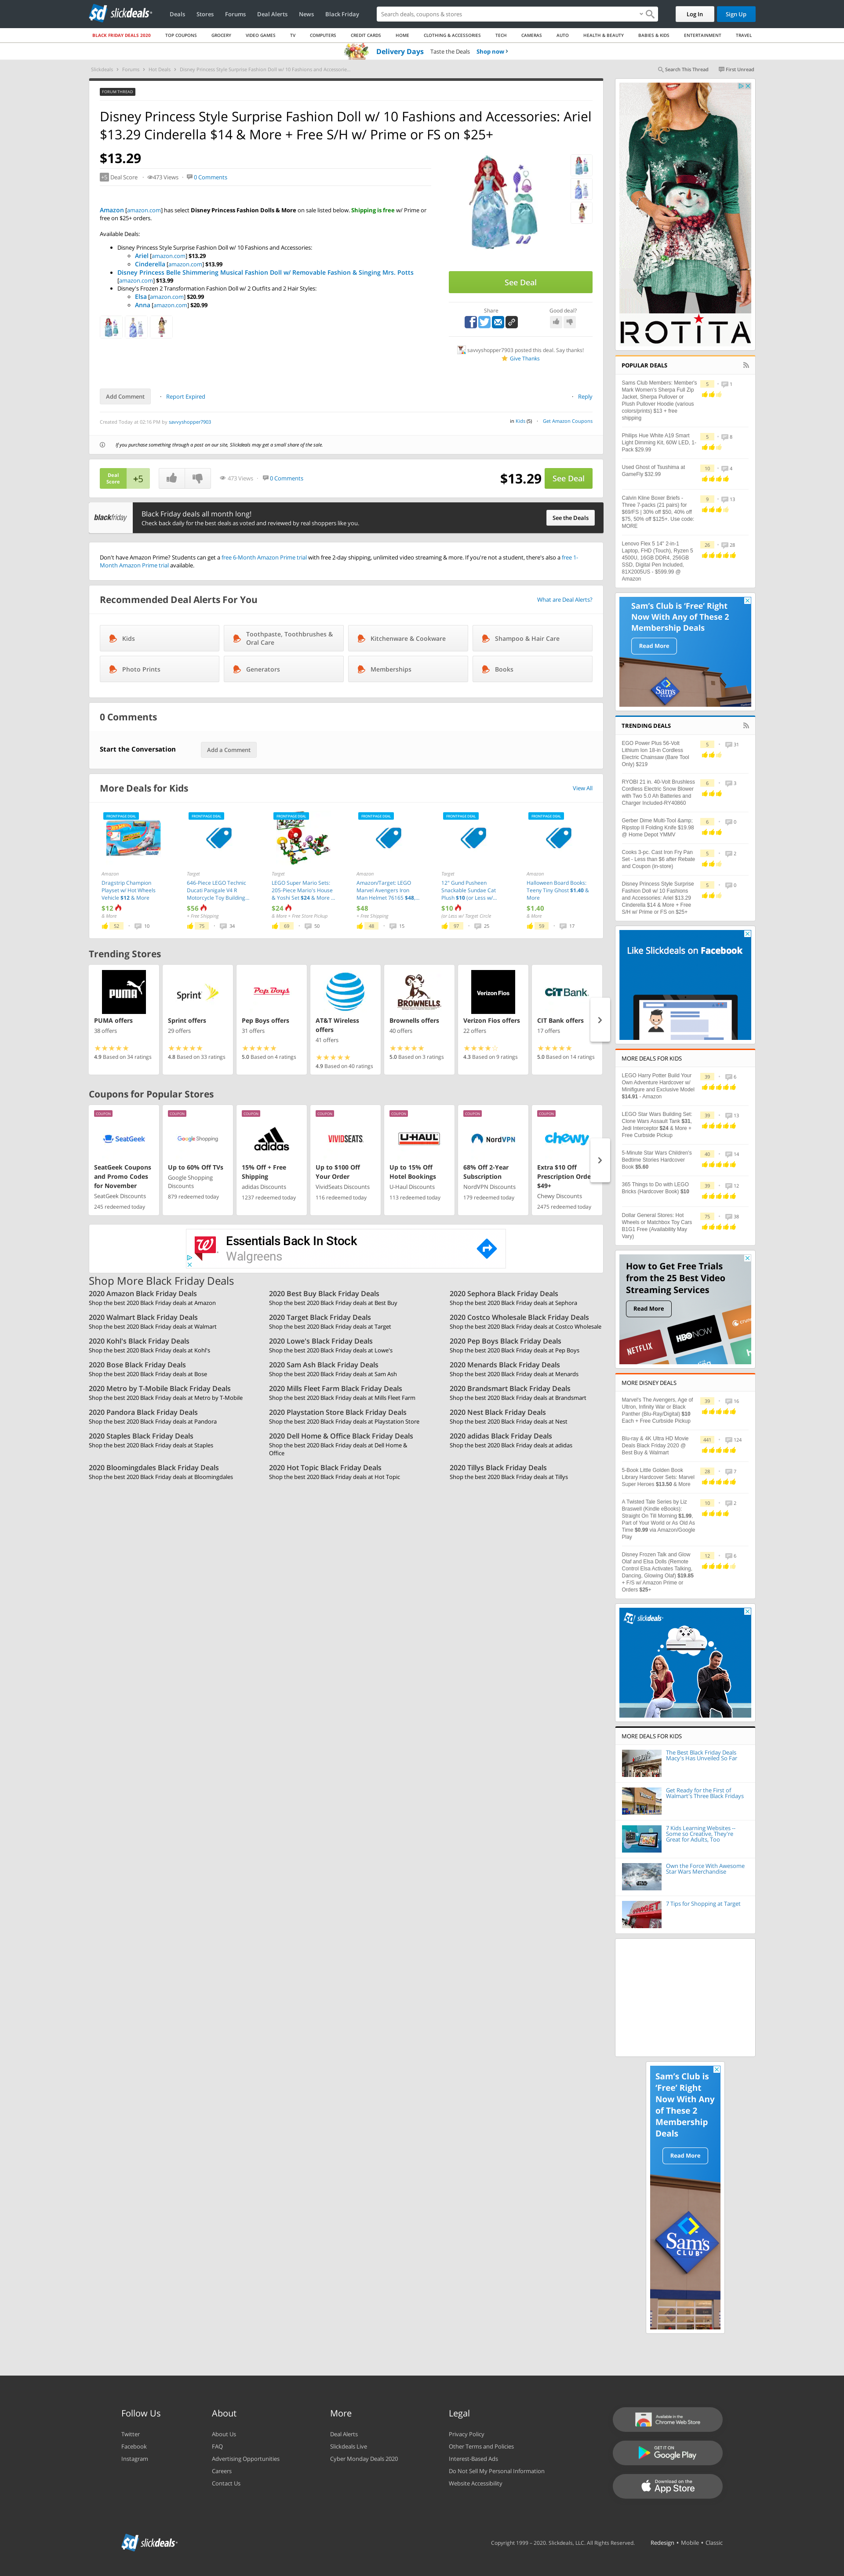 slickdeals
Deals
Stores
Forums
Deal Alerts
News
Black Friday
Search deals, coupons & stores
Log In
Sign Up
BLACK FRIDAY DEALS 2020
TOP COUPONS
GROCERY
VIDEO GAMES
TV
COMPUTERS
CREDIT CARDS
HOME
CLOTHING & ACCESSORIES
TECH
CAMERAS
AUTO
HEALTH & BEAUTY
BABIES & KIDS
ENTERTAINMENT
TRAVEL
Delivery Days Taste the Deals Shop now
Slickdeals Forums Hot Deals Disney Princess Style Surprise Fashion Doll w/ 10 Fashions and Accessorie...
Search This Thread
First Unread
FORUM THREAD
Disney Princess Style Surprise Fashion Doll w/ 10 Fashions and Accessories: Ariel
$13.29 Cinderella $14 & More + Free S/H w/ Prime or FS on $25+
$13.29
+5 Deal Score 473 Views 0 Comments
Amazon [amazon.com] has select Disney Princess Fashion Dolls & More on sale listed below. Shipping is free w/ Prime or
free on $25+ orders.
Available Deals:
Disney Princess Style Surprise Fashion Doll w/ 10 Fashions and Accessories:
Ariel [amazon.com] $13.29
Cinderella [amazon.com] $13.99
Disney Princess Belle Shimmering Musical Fashion Doll w/ Removable Fashion & Singing Mrs. Potts
[amazon.com] $13.99
Disney's Frozen 2 Transformation Fashion Doll w/ 2 Outfits and 2 Hair Styles:
Elsa [amazon.com] $20.99
Anna [amazon.com] $20.99
See Deal
Share
Good deal?
savvyshopper7903 posted this deal. Say thanks!
Give Thanks
Add Comment
Report Expired
Reply
Created Today at 02:16 PM by savvyshopper7903
in Kids (5)
Get Amazon Coupons
If you purchase something through a post on our site, Slickdeals may get a small share of the sale.
Deal
Score
+5
473 Views
0 Comments
$13.29
See Deal
blackfriday
Black Friday deals all month long!
Check back daily for the best deals as voted and reviewed by real shoppers like you.
See the Deals
Don't have Amazon Prime? Students can get a free 6-Month Amazon Prime trial with free 2-day shipping, unlimited video streaming & more. If you're not a student, there's also a free 1-
Month Amazon Prime trial available.
Recommended Deal Alerts For You
What are Deal Alerts?
Kids
Toothpaste, Toothbrushes &
Oral Care
Kitchenware & Cookware
Shampoo & Hair Care
Photo Prints
Generators
Memberships
Books
0 Comments
Start the Conversation
Add a Comment
More Deals for Kids
View All
FRONTPAGE DEAL
Amazon
Dragstrip Champion
Playset w/ Hot Wheels
Vehicle $12 & More
$12
& More
52
10
FRONTPAGE DEAL
Target
646-Piece LEGO Technic
Ducati Panigale V4 R
Motorcycle Toy Building...
$56
+ Free Shipping
75
34
FRONTPAGE DEAL
Target
LEGO Super Mario Sets:
205-Piece Mario's House
& Yoshi Set $24 & More ...
$24
& More + Free Store Pickup
69
50
FRONTPAGE DEAL
Amazon
Amazon/Target: LEGO
Marvel Avengers Iron
Man Helmet 76165 $48...
$48
+ Free Shipping
48
15
FRONTPAGE DEAL
Target
12" Gund Pusheen
Snackable Sundae Cat
Plush $10 (or Less w/...
$10
(or Less w/ Target Circle
97
25
FRONTPAGE DEAL
Amazon
Halloween Board Books:
Teeny Tiny Ghost $1.40 &
More
$1.40
& More
59
17
Trending Stores
PUMA
PUMA offers
38 offers
4.9 Based on 34 ratings
Sprint
Sprint offers
29 offers
4.8 Based on 33 ratings
Pep Boys
Pep Boys offers
31 offers
5.0 Based on 4 ratings
AT&T
AT&T Wireless
offers
41 offers
4.9 Based on 40 ratings
BROWNELLS
Brownells offers
40 offers
5.0 Based on 3 ratings
Verizon Fios
Verizon Fios offers
22 offers
4.3 Based on 9 ratings
CIT BANK
CIT Bank offers
17 offers
5.0 Based on 14 ratings
Coupons for Popular Stores
COUPON
SeatGeek
SeatGeek Coupons
and Promo Codes
for November
SeatGeek Discounts
245 redeemed today
COUPON
Google Shopping
Up to 60% Off TVs
Google Shopping
Discounts
879 redeemed today
COUPON
adidas
15% Off + Free
Shipping
adidas Discounts
1237 redeemed today
COUPON
VIVIDSEATS
Up to $100 Off
Your Order
VividSeats Discounts
116 redeemed today
COUPON
U-HAUL
Up to 15% Off
Hotel Bookings
U-Haul Discounts
113 redeemed today
COUPON
NordVPN
68% Off 2-Year
Subscription
NordVPN Discounts
179 redeemed today
COUPON
chewy
Extra $10 Off
Prescription Orde
$49+
Chewy Discounts
2475 redeemed today
Essentials Back In Stock
Walgreens
Shop More Black Friday Deals
2020 Amazon Black Friday Deals
Shop the best 2020 Black Friday deals at Amazon
2020 Best Buy Black Friday Deals
Shop the best 2020 Black Friday deals at Best Buy
2020 Sephora Black Friday Deals
Shop the best 2020 Black Friday deals at Sephora
2020 Walmart Black Friday Deals
Shop the best 2020 Black Friday deals at Walmart
2020 Target Black Friday Deals
Shop the best 2020 Black Friday deals at Target
2020 Costco Wholesale Black Friday Deals
Shop the best 2020 Black Friday deals at Costco Wholesale
2020 Kohl's Black Friday Deals
Shop the best 2020 Black Friday deals at Kohl's
2020 Lowe's Black Friday Deals
Shop the best 2020 Black Friday deals at Lowe's
2020 Pep Boys Black Friday Deals
Shop the best 2020 Black Friday deals at Pep Boys
2020 Bose Black Friday Deals
Shop the best 2020 Black Friday deals at Bose
2020 Sam Ash Black Friday Deals
Shop the best 2020 Black Friday deals at Sam Ash
2020 Menards Black Friday Deals
Shop the best 2020 Black Friday deals at Menards
2020 Metro by T-Mobile Black Friday Deals
Shop the best 2020 Black Friday deals at Metro by T-Mobile
2020 Mills Fleet Farm Black Friday Deals
Shop the best 2020 Black Friday deals at Mills Fleet Farm
2020 Brandsmart Black Friday Deals
Shop the best 2020 Black Friday deals at Brandsmart
2020 Pandora Black Friday Deals
Shop the best 2020 Black Friday deals at Pandora
2020 Playstation Store Black Friday Deals
Shop the best 2020 Black Friday deals at Playstation Store
2020 Nest Black Friday Deals
Shop the best 2020 Black Friday deals at Nest
2020 Staples Black Friday Deals
Shop the best 2020 Black Friday deals at Staples
2020 Dell Home & Office Black Friday Deals
Shop the best 2020 Black Friday deals at Dell Home &
Office
2020 adidas Black Friday Deals
Shop the best 2020 Black Friday deals at adidas
2020 Bloomingdales Black Friday Deals
Shop the best 2020 Black Friday deals at Bloomingdales
2020 Hot Topic Black Friday Deals
Shop the best 2020 Black Friday deals at Hot Topic
2020 Tillys Black Friday Deals
Shop the best 2020 Black Friday deals at Tillys
ROTITA
POPULAR DEALS
Sams Club Members: Member's
Mark Women's Sherpa Full Zip
Jacket, Sherpa Pullover or
Plush Pullover Hoodie (various
colors/prints) $13 + free
shipping
5
1
Philips Hue White A19 Smart
Light Dimming Kit, 60W LED, 1-
Pack $29.99
5
8
Used Ghost of Tsushima at
GameFly $32.99
10
4
Calvin Kline Boxer Briefs -
Three 7-packs (21 pairs) for
$69/FS | 30% off $50, 40% off
$75, 50% off $125+. Use code:
MORE
9
13
Lenovo Flex 5 14" 2-in-1
Laptop, FHD (Touch), Ryzen 5
4500U, 16GB DDR4, 256GB
SSD, Digital Pen Included,
81X2005US - $599.99 @
Amazon
26
28
Sam's Club is 'Free' Right
Now With Any of These 2
Membership Deals
Read More
Sam's
TRENDING DEALS
EGO Power Plus 56-Volt
Lithium Ion 18-in Cordless
Electric Chainsaw (Bare Tool
Only) $219
5
31
RYOBI 21 in. 40-Volt Brushless
Cordless Electric Snow Blower
with Two 5.0 Ah Batteries and
Charger Included-RY40860
6
3
Gerber Dime Multi-Tool &amp;
Ripstop II Folding Knife $19.98
@ Home Depot YMMV
6
0
Cooks 3-pc. Cast Iron Fry Pan
Set - Less than $6 after Rebate
and Coupon (in-store)
5
2
Disney Princess Style Surprise
Fashion Doll w/ 10 Fashions
and Accessories: Ariel $13.29
Cinderella $14 & More + Free
S/H w/ Prime or FS on $25+
5
0
Like Slickdeals on Facebook
MORE DEALS FOR KIDS
LEGO Harry Potter Build Your
Own Adventure Hardcover w/
Minifigure and Exclusive Model
$14.91 - Amazon
39
6
LEGO Star Wars Building Set:
Clone Wars Assault Tank $31,
Jedi Interceptor $24 & More +
Free Curbside Pickup
39
13
5-Minute Star Wars Children's
Bedtime Stories Hardcover
Book $5.60
40
14
365 Things to Do with LEGO
Bricks (Hardcover Book) $10
39
12
Dollar General Stores: Hot
Wheels or Matchbox Toy Cars
B1G1 Free (Availability May
Vary)
75
38
How to Get Free Trials
from the 25 Best Video
Streaming Services
Read More
NETFLIX
HBO NOW
MORE DISNEY DEALS
Marvel's The Avengers, Age of
Ultron, Infinity War or Black
Panther (Blu-Ray/Digital) $10
Each + Free Curbside Pickup
39
16
Blu-ray & 4K Ultra HD Movie
Deals Black Friday 2020 @
Best Buy & Walmart
441
124
5-Book Little Golden Book
Library Hardcover Sets: Marvel
Super Heroes $13.50 & More
28
7
A Twisted Tale Series by Liz
Braswell (Kindle eBooks):
Straight On Till Morning $1.99,
Part of Your World or As Old As
Time $0.99 via Amazon/Google
Play
10
2
Disney Frozen Talk and Glow
Olaf and Elsa Dolls (Remote
Control Elsa Activates Talking,
Dancing, Glowing Olaf) $19.85
+ F/S w/ Amazon Prime or
Orders $25+
12
6
slickdeals
MORE DEALS FOR KIDS
The Best Black Friday Deals
Macy's Has Unveiled So Far
Get Ready for the First of
Walmart's Three Black Fridays
7 Kids Learning Websites –
Some so Creative, They're
Great for Adults, Too
Own the Force With Awesome
Star Wars Merchandise
7 Tips for Shopping at Target
Sam's Club is
'Free' Right
Now With Any
of These 2
Membership
Deals
Read More
Sam's
CLUB
Follow Us
Twitter
Facebook
Instagram
About
About Us
FAQ
Advertising Opportunities
Careers
Contact Us
More
Deal Alerts
Slickdeals Live
Cyber Monday Deals 2020
Legal
Privacy Policy
Other Terms and Policies
Interest-Based Ads
Do Not Sell My Personal Information
Website Accessibility
Available in the
Chrome Web Store
GET IT ON
Google Play
Download on the
App Store
slickdeals
Copyright 1999 – 2020. Slickdeals, LLC. All Rights Reserved.
Redesign • Mobile • Classic